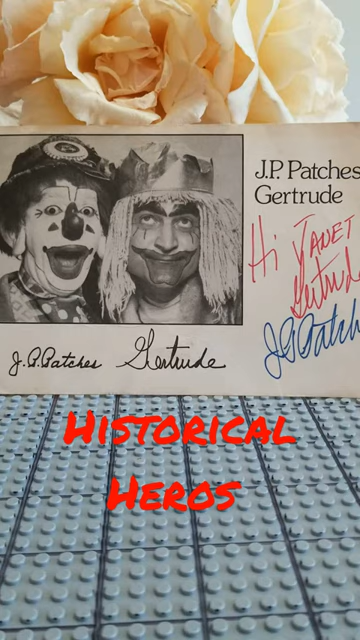 J.P. Patches
Gertrude
Hi Janet
Gertrude
J P Patches
J.P. Patches Gertrude
Historical
Heros